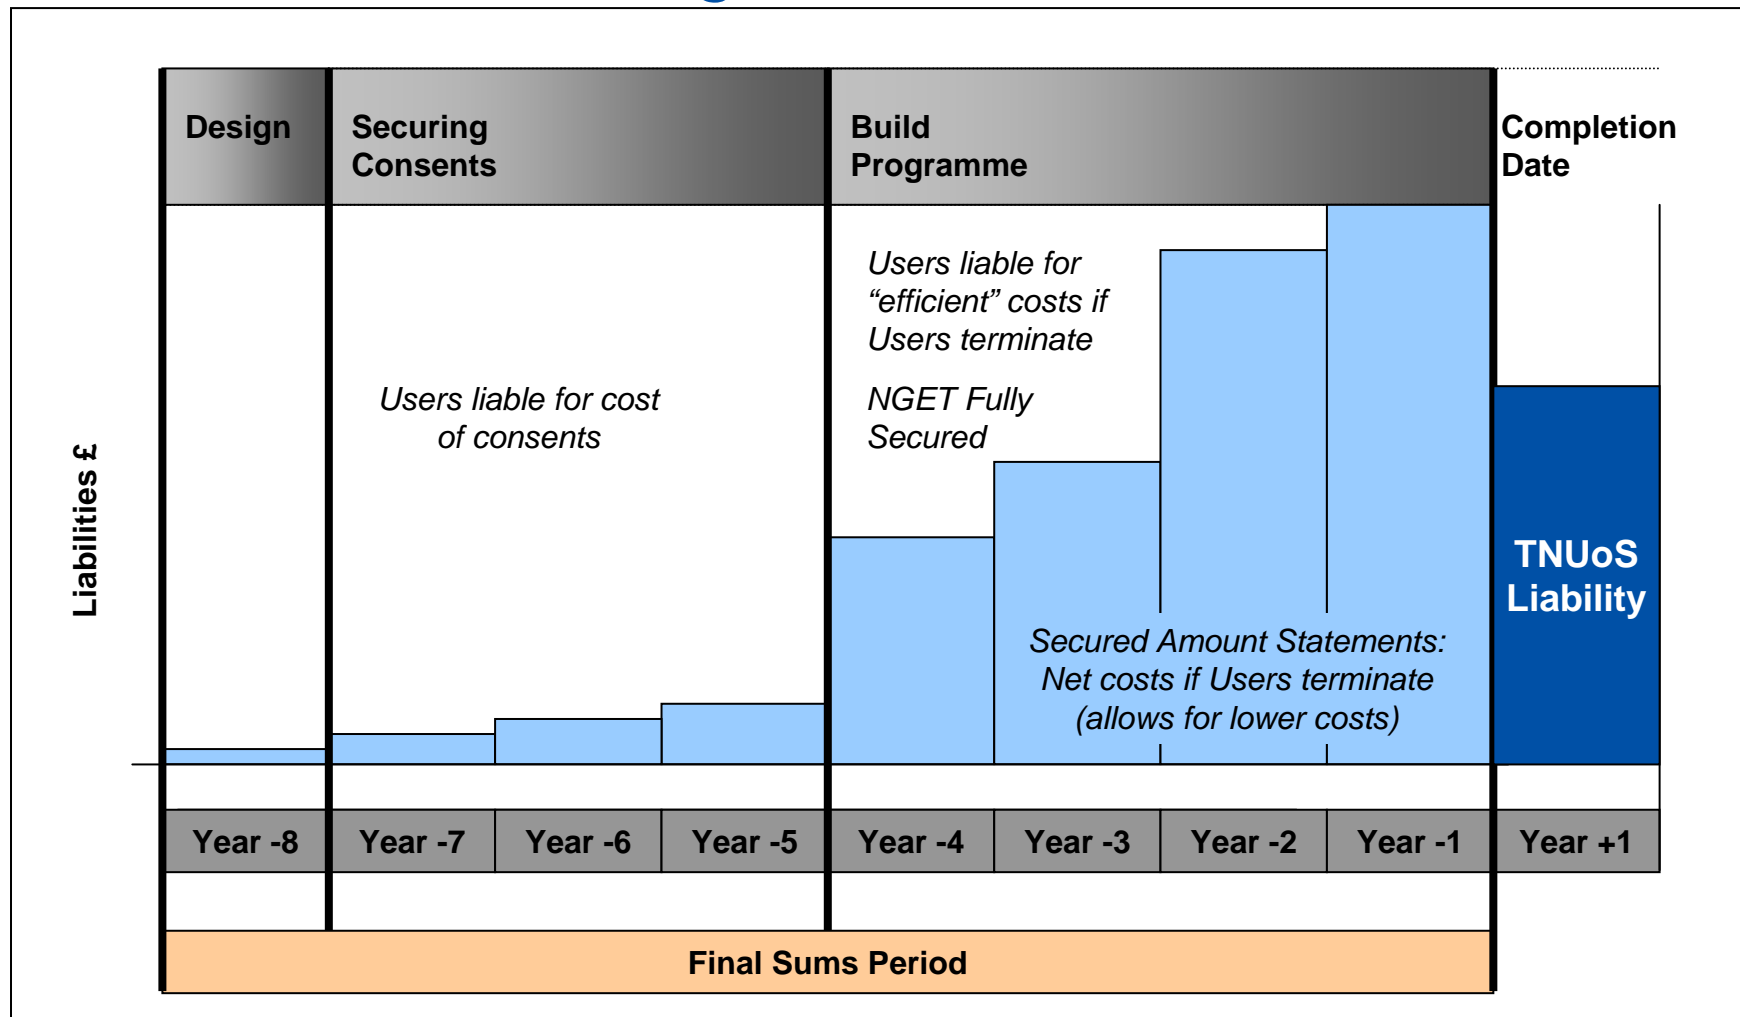 Design
Securing
Consents
Build
Programme
Completion
Date
Users liable for
“efficient” costs if
Users terminate
Users liable for cost
of consents
NGET Fully
Secured
Liabilities £
TNUoS
Liability
Secured Amount Statements:
Net costs if Users terminate
(allows for lower costs)
Year -8
Year -7
Year -6
Year -5
Year -4
Year -3
Year -2
Year -1
Year +1
Final Sums Period